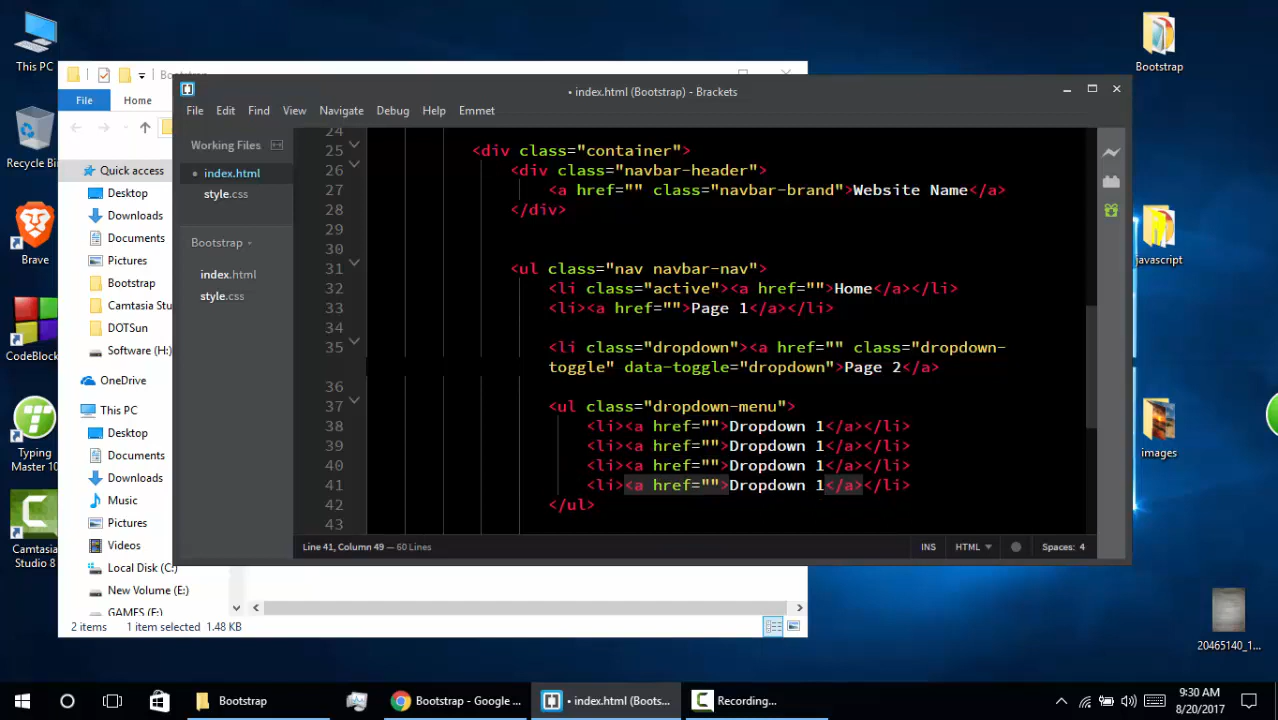 This PC
Recycle Bin
Brave
CodeBlocks
Typing
Master 10
Camtasia
Studio 8
Bootstrap
File
Home
Quick access
Desktop
Downloads
Documents
Pictures
Bootstrap
Camtasia Stu
DOTSun
Software (H:)
OneDrive
This PC
Desktop
Documents
Downloads
Music
Pictures
Videos
Local Disk (C:)
New Volume (E:)
GAMES (F:)
2 items 1 item selected 1.48 KB
• index.html (Bootstrap) - Brackets
File Edit Find View Navigate Debug Help Emmet
Working Files
• index.html
style.css
Bootstrap
index.html
style.css
24
25 <div class="container">
26 <div class="navbar-header">
27 <a href="" class="navbar-brand">Website Name</a>
28 </div>
29
30
31 <ul class="nav navbar-nav">
32 <li class="active"><a href="">Home</a></li>
33 <li><a href="">Page 1</a></li>
34
35 <li class="dropdown"><a href="" class="dropdown-
toggle" data-toggle="dropdown">Page 2</a>
36
37 <ul class="dropdown-menu">
38 <li><a href="">Dropdown 1</a></li>
39 <li><a href="">Dropdown 1</a></li>
40 <li><a href="">Dropdown 1</a></li>
41 <li><a href="">Dropdown 1</a></li>
42 </ul>
43
Line 41, Column 49 — 60 Lines
INS HTML Spaces: 4
Bootstrap
javascript
images
20465140_1...
Bootstrap
Bootstrap - Google ...
• index.html (Boots...
Recording...
9:30 AM
8/20/2017